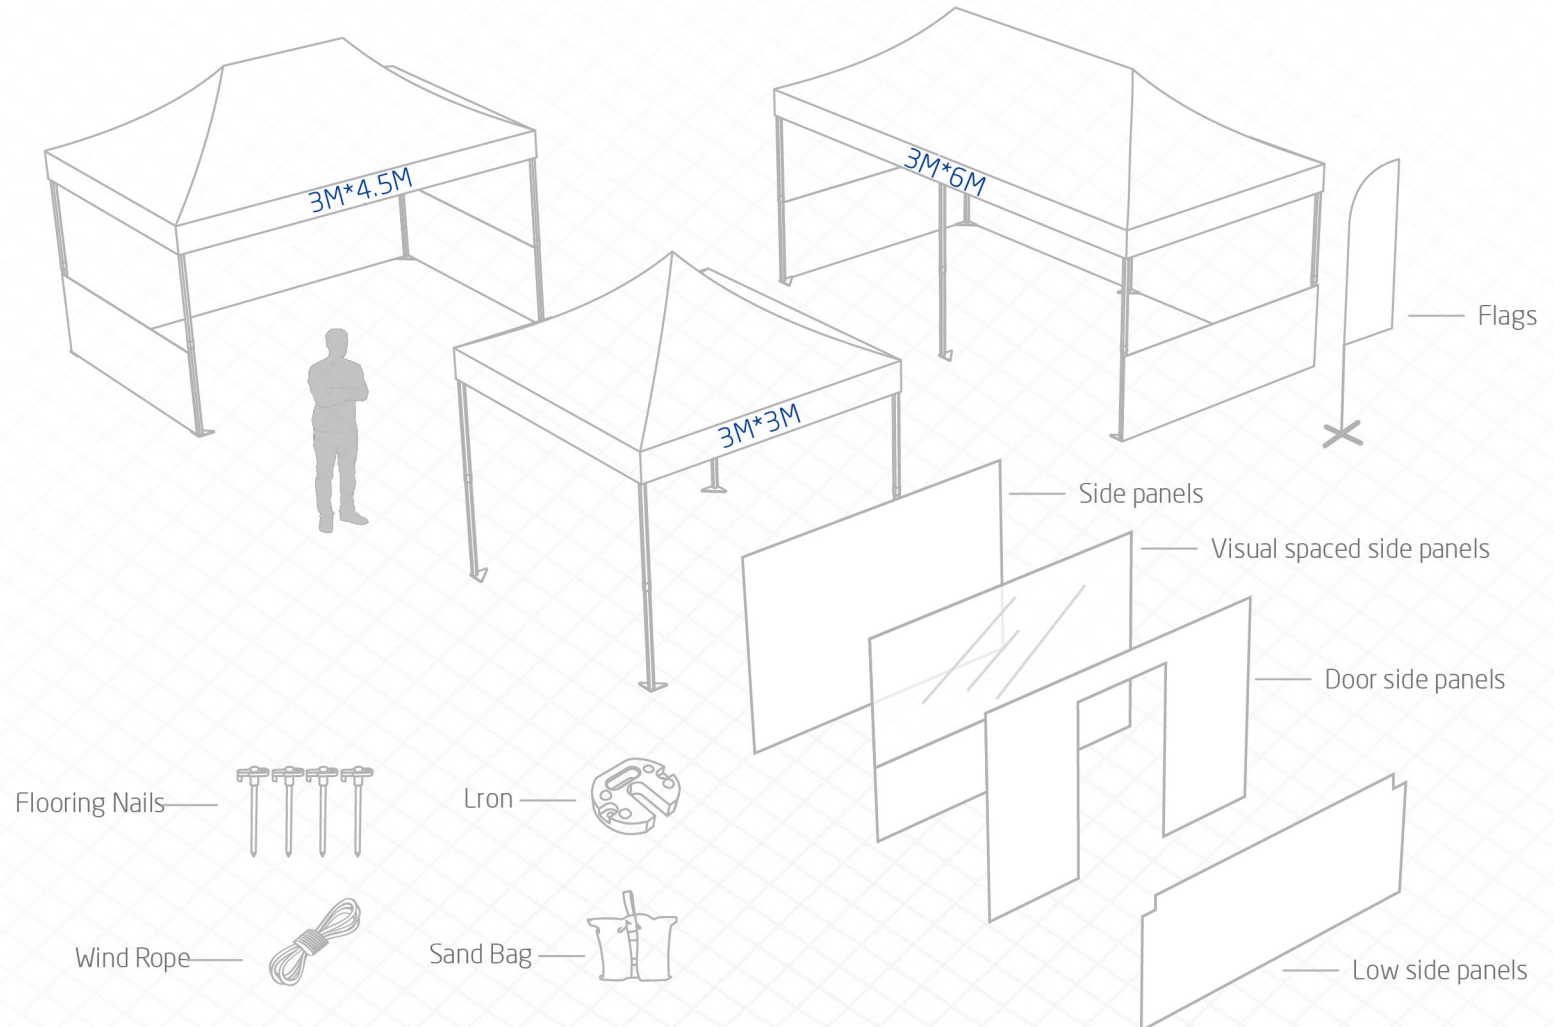 3M*4.5M
3M*6M
3M*3M
Flags
Side panels
Visual spaced side panels
Door side panels
Flooring Nails
Lron
Wind Rope
Sand Bag
Low side panels